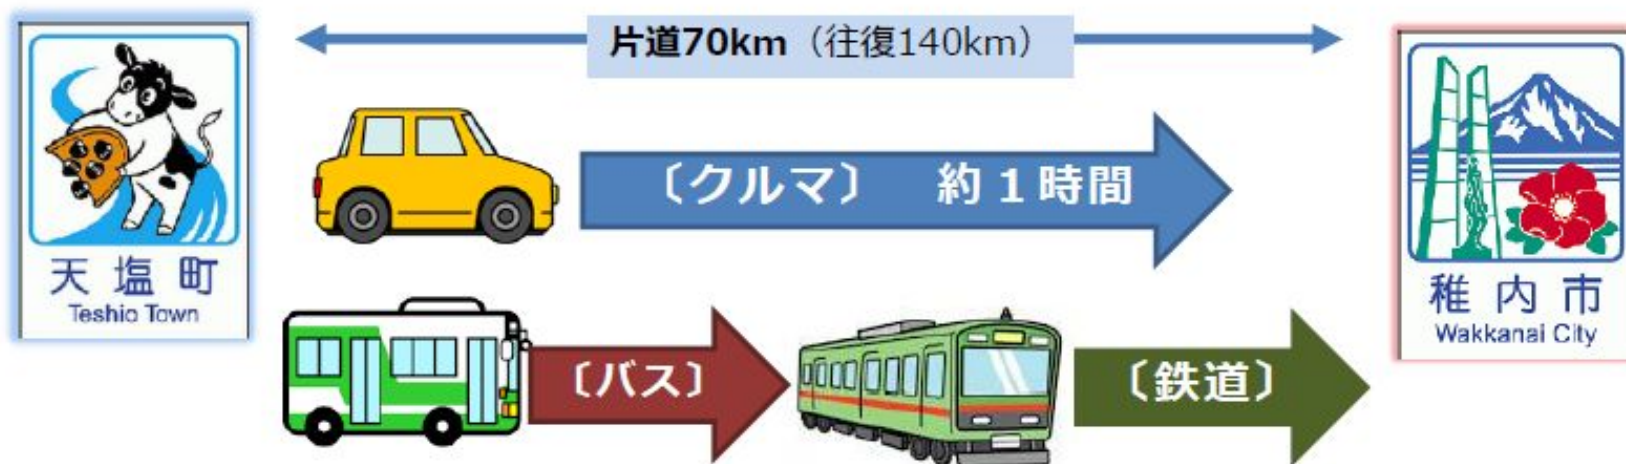 片道70km（往復140km）
〔クルマ〕　約１時間
天塩町
Teshio Town
稚内市
Wakkanai City
〔バス〕
〔鉄道〕